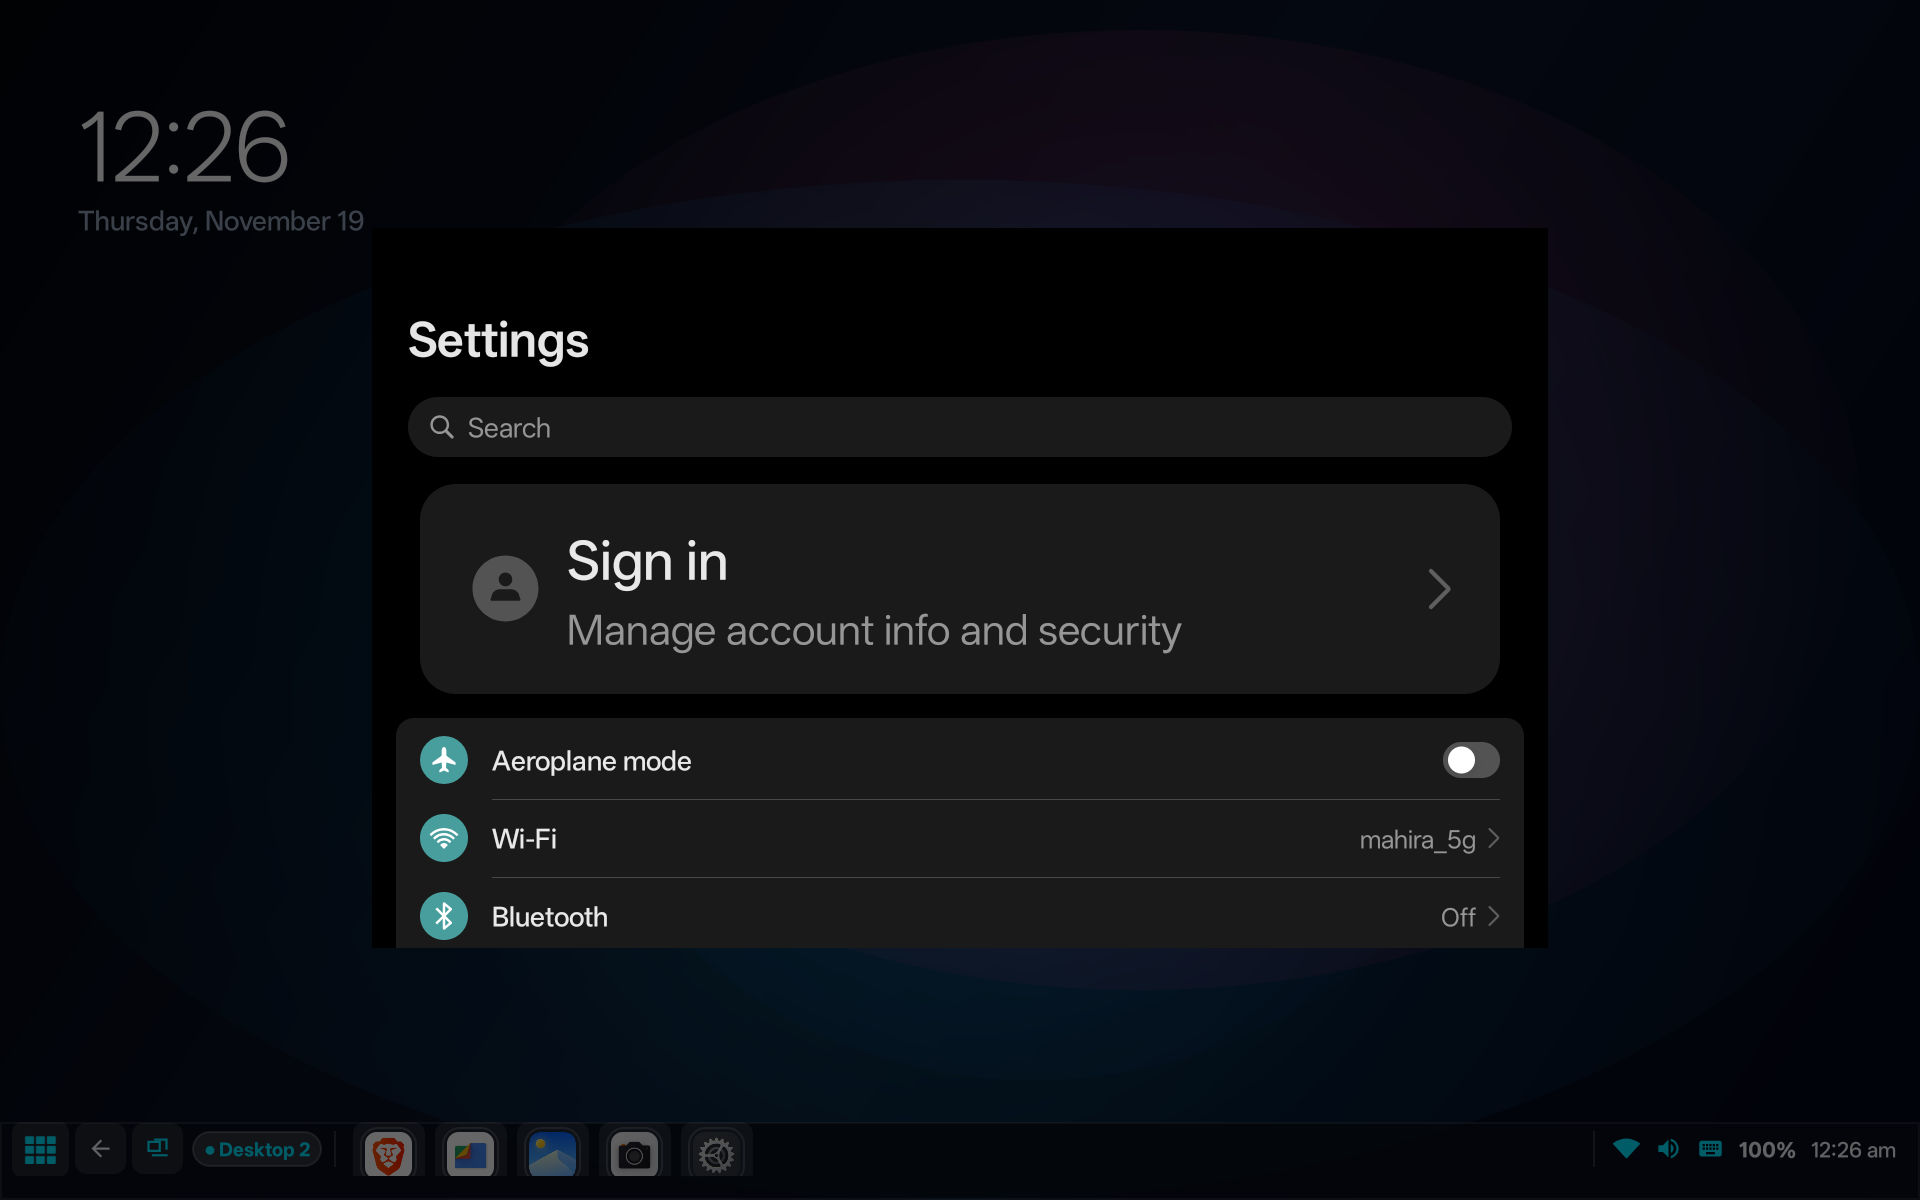 12:26
Thursday, November 19
Settings
Search
Sign in
Manage account info and security
Aeroplane mode
Wi-Fi mahira_5g
Bluetooth Off
Desktop 2 100% 12:26 am